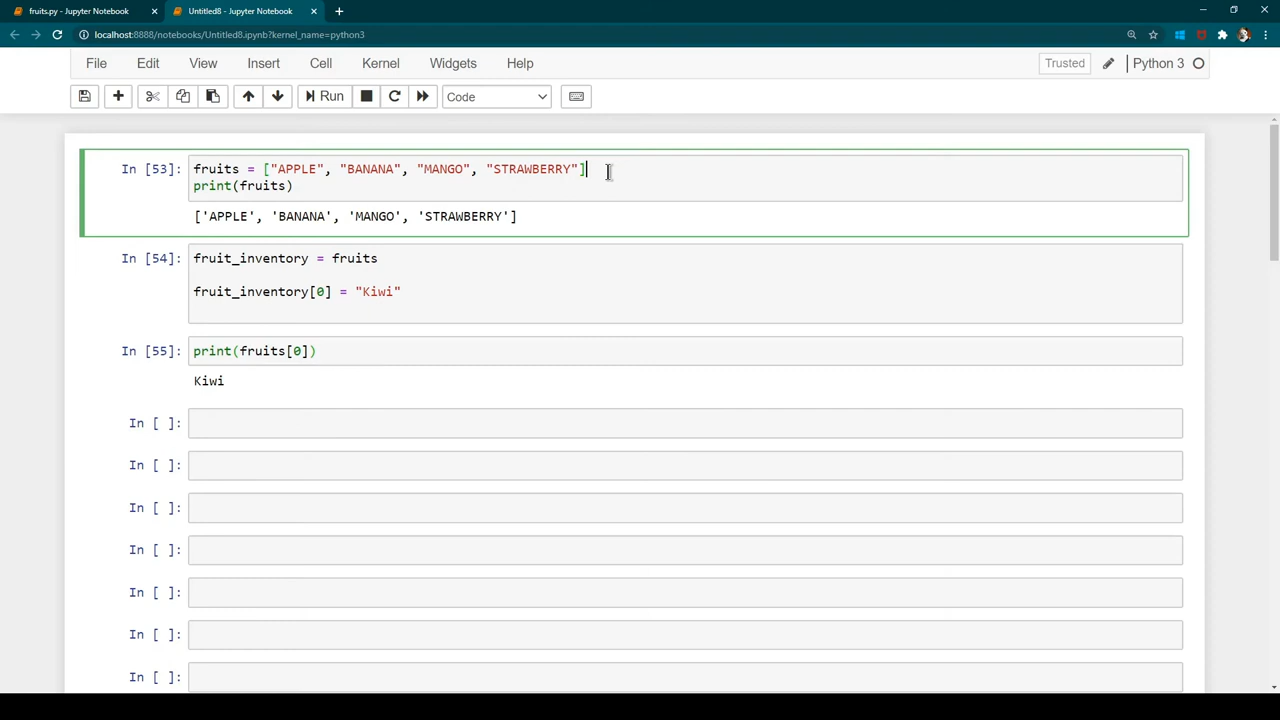 fruits.py - Jupyter Notebook
Untitled8 - Jupyter Notebook
localhost:8888/notebooks/Untitled8.ipynb?kernel_name=python3
File Edit View Insert Cell Kernel Widgets Help Trusted Python 3
Run Code
In [53]: fruits = ["APPLE", "BANANA", "MANGO", "STRAWBERRY"]
print(fruits)
['APPLE', 'BANANA', 'MANGO', 'STRAWBERRY']
In [54]: fruit_inventory = fruits
fruit_inventory[0] = "Kiwi"
In [55]: print(fruits[0])
Kiwi
In [ ]:
In [ ]:
In [ ]:
In [ ]:
In [ ]:
In [ ]:
In [ ]: